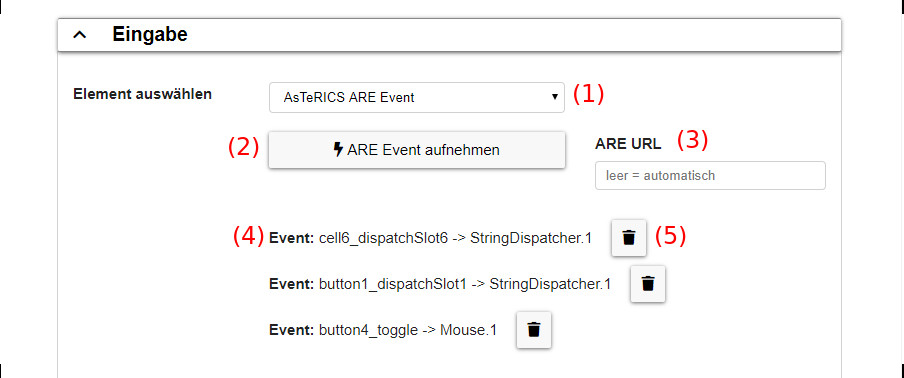 Eingabe
Element auswählen
AsTeRICS ARE Event
(1)
(2)
ARE Event aufnehmen
ARE URL
(3)
leer = automatisch
(4)
Event: cell6_dispatchSlot6 -> StringDispatcher.1
(5)
Event: button1_dispatchSlot1 -> StringDispatcher.1
Event: button4_toggle -> Mouse.1